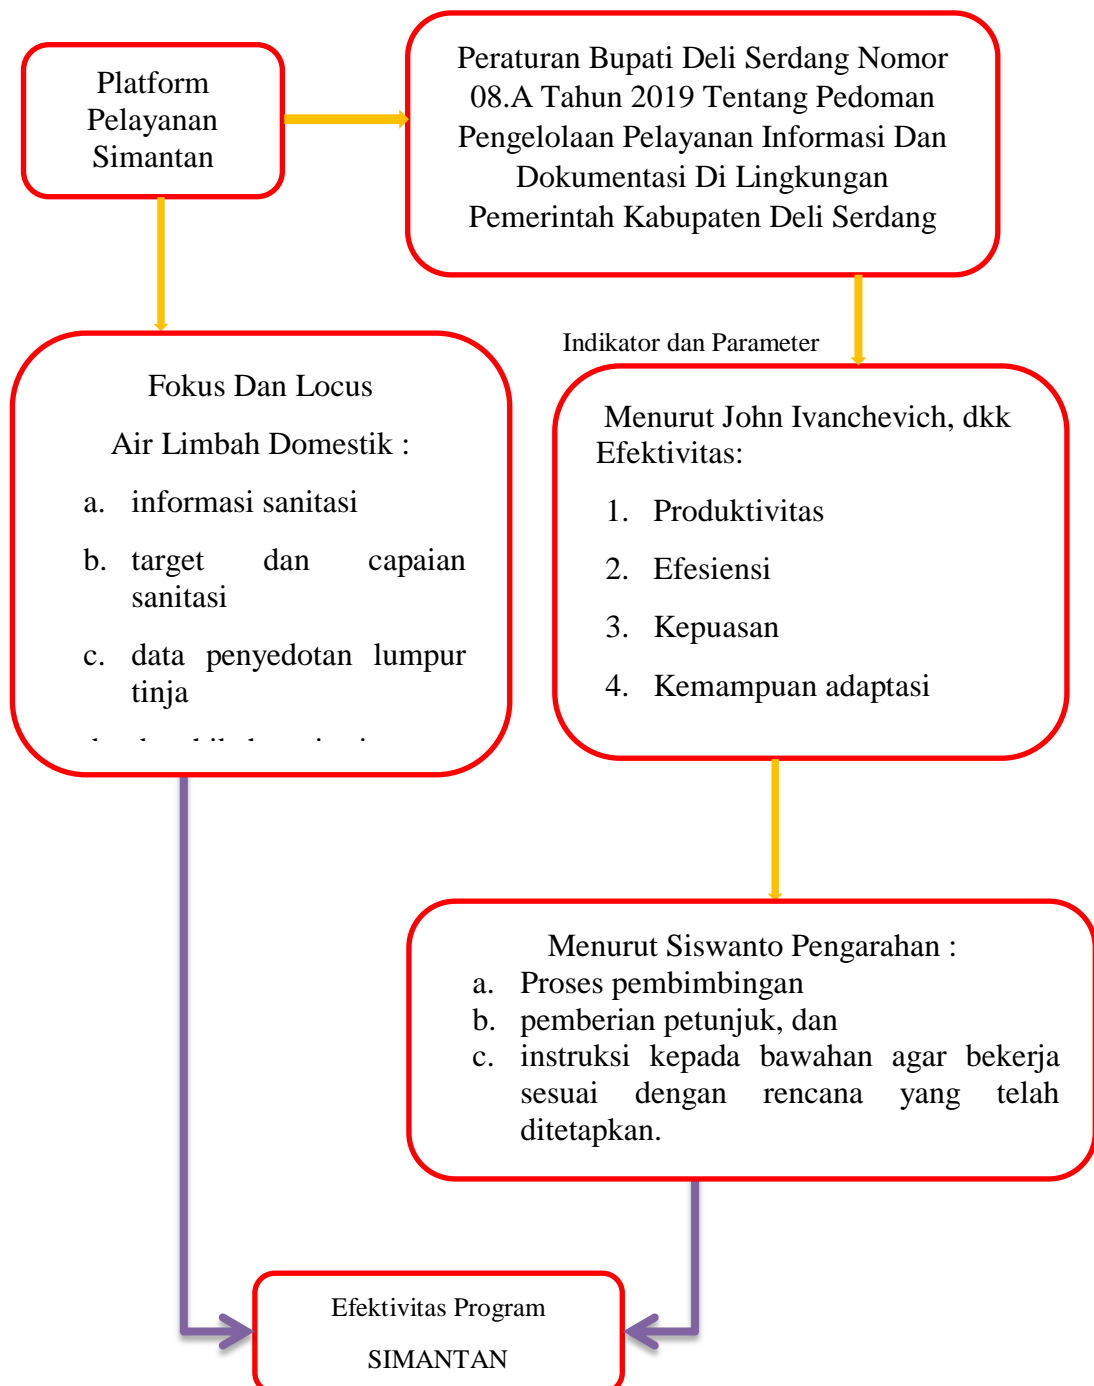 Platform
Pelayanan
Simantan
Peraturan Bupati Deli Serdang Nomor
08.A Tahun 2019 Tentang Pedoman
Pengelolaan Pelayanan Informasi Dan
Dokumentasi Di Lingkungan
Pemerintah Kabupaten Deli Serdang
Indikator dan Parameter
Fokus Dan Locus
Air Limbah Domestik :
a. informasi sanitasi
b. target dan capaian
sanitasi
c. data penyedotan lumpur
tinja
Menurut John Ivanchevich, dkk
Efektivitas:
1. Produktivitas
2. Efesiensi
3. Kepuasan
4. Kemampuan adaptasi
Menurut Siswanto Pengarahan :
a. Proses pembimbingan
b. pemberian petunjuk, dan
c. instruksi kepada bawahan agar bekerja
sesuai dengan rencana yang telah
ditetapkan.
Efektivitas Program
SIMANTAN